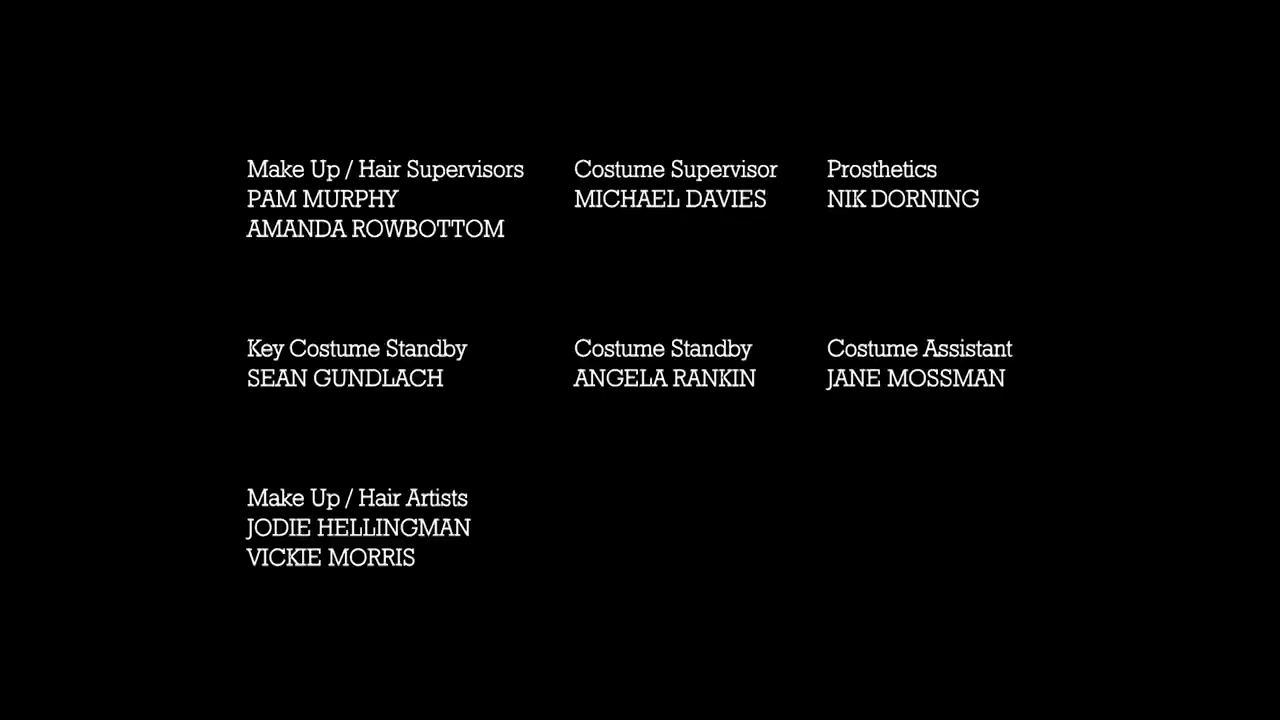 Make Up / Hair Supervisors
PAM MURPHY
AMANDA ROWBOTTOM
Costume Supervisor
MICHAEL DAVIES
Prosthetics
NIK DORNING
Key Costume Standby
SEAN GUNDLACH
Costume Standby
ANGELA RANKIN
Costume Assistant
JANE MOSSMAN
Make Up / Hair Artists
JODIE HELLINGMAN
VICKIE MORRIS